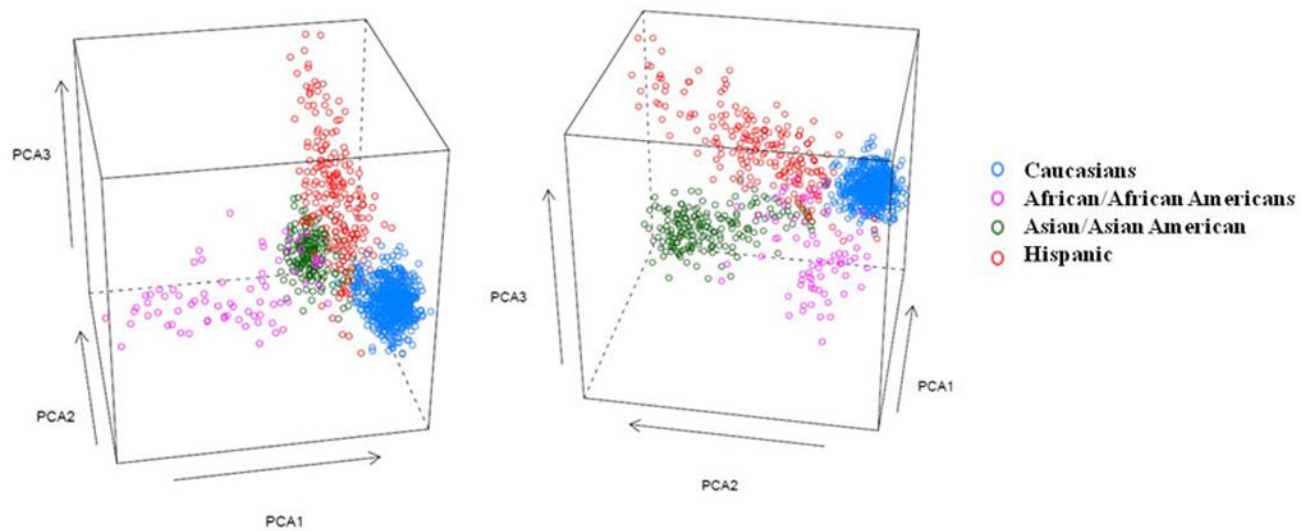 PCA3
PCA2
PCA1
PCA3
PCA1
PCA2
Caucasians
African/African Americans
Asian/Asian American
Hispanic